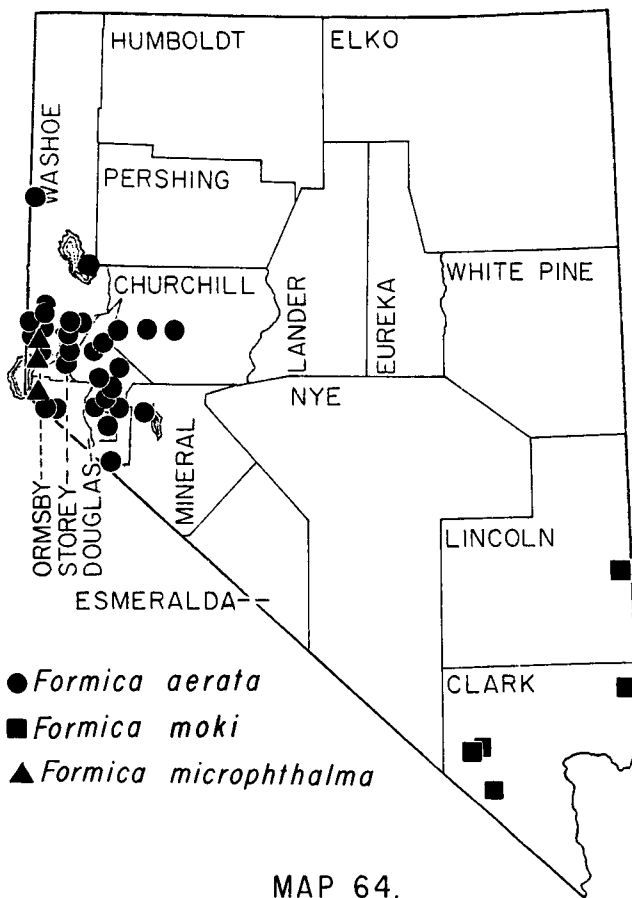 HUMBOLDT
ELKO
WASHOE
PERSHING
CHURCHILL
LANDER
EUREKA
WHITE PINE
NYE
MINERAL
ORMSBY
STOREY
DOUGLAS
LINCOLN
ESMERALDA
CLARK
Formica aerata
Formica moki
Formica microphthalma
MAP 64.